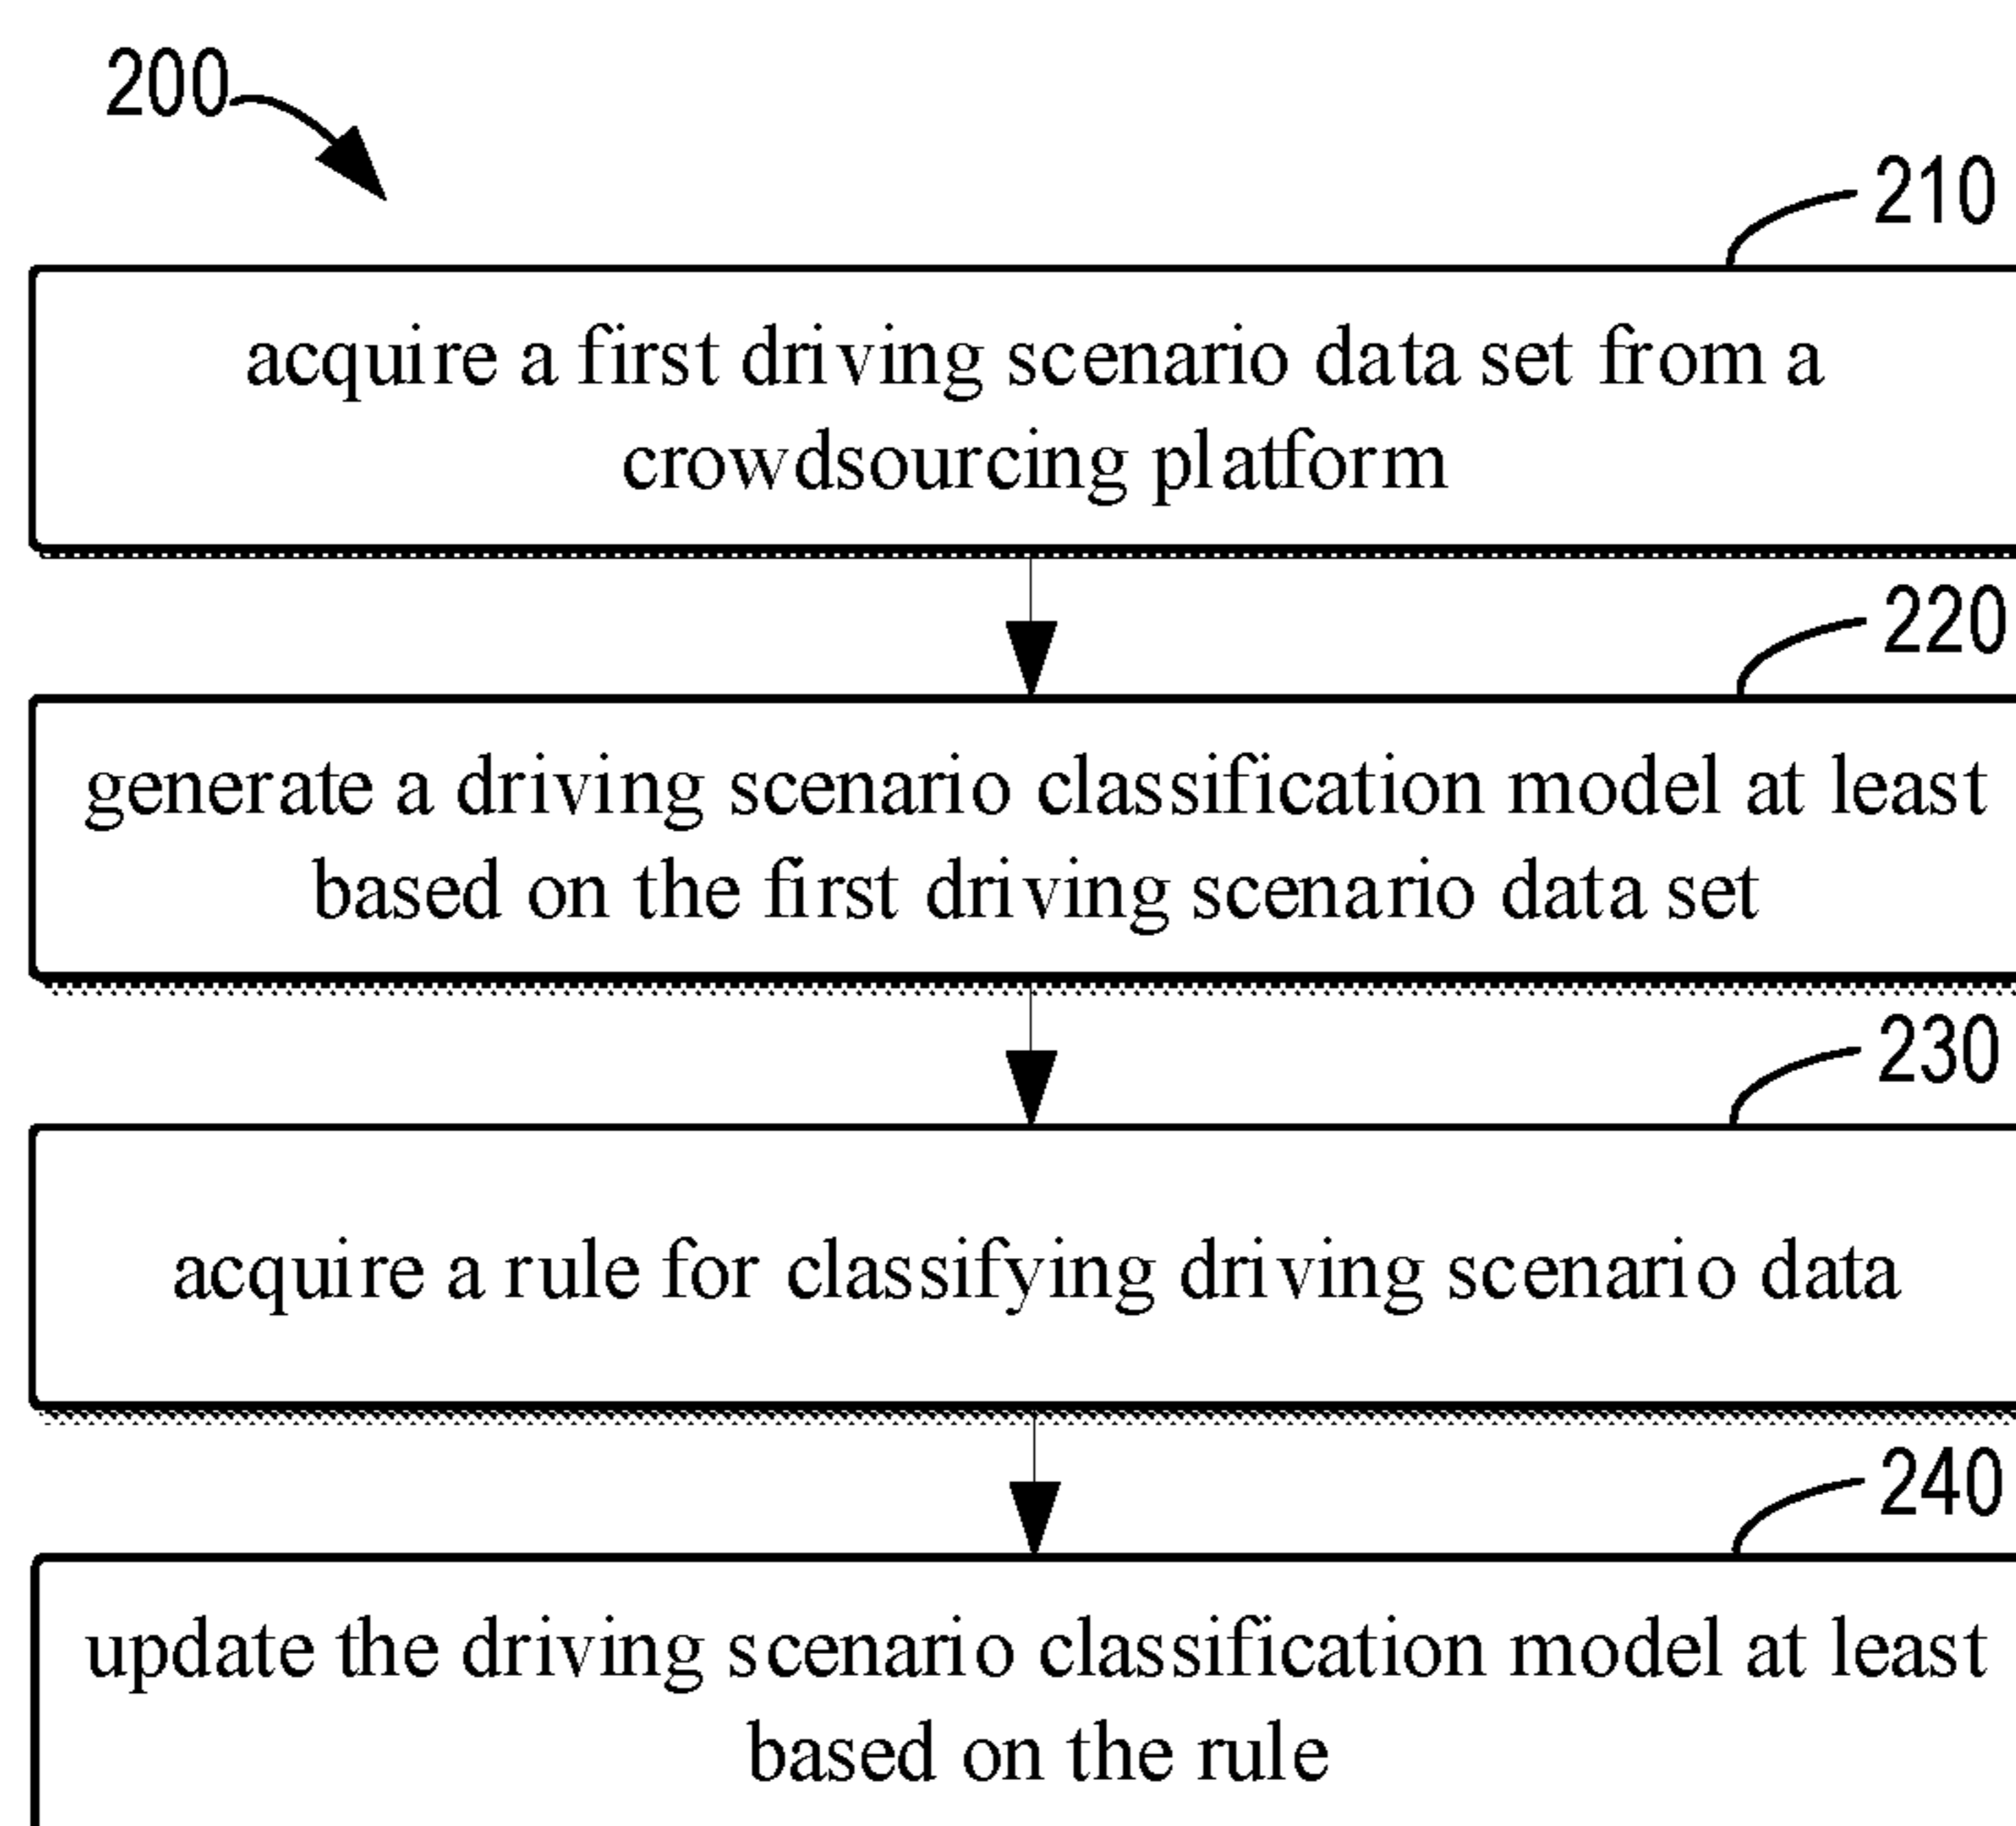 200
210
acquire a first driving scenario data set from a
crowdsourcing platform
220
generate a driving scenario classification model at least
based on the first driving scenario data set
230
acquire a rule for classifying driving scenario data
240
update the driving scenario classification model at least
based on the rule